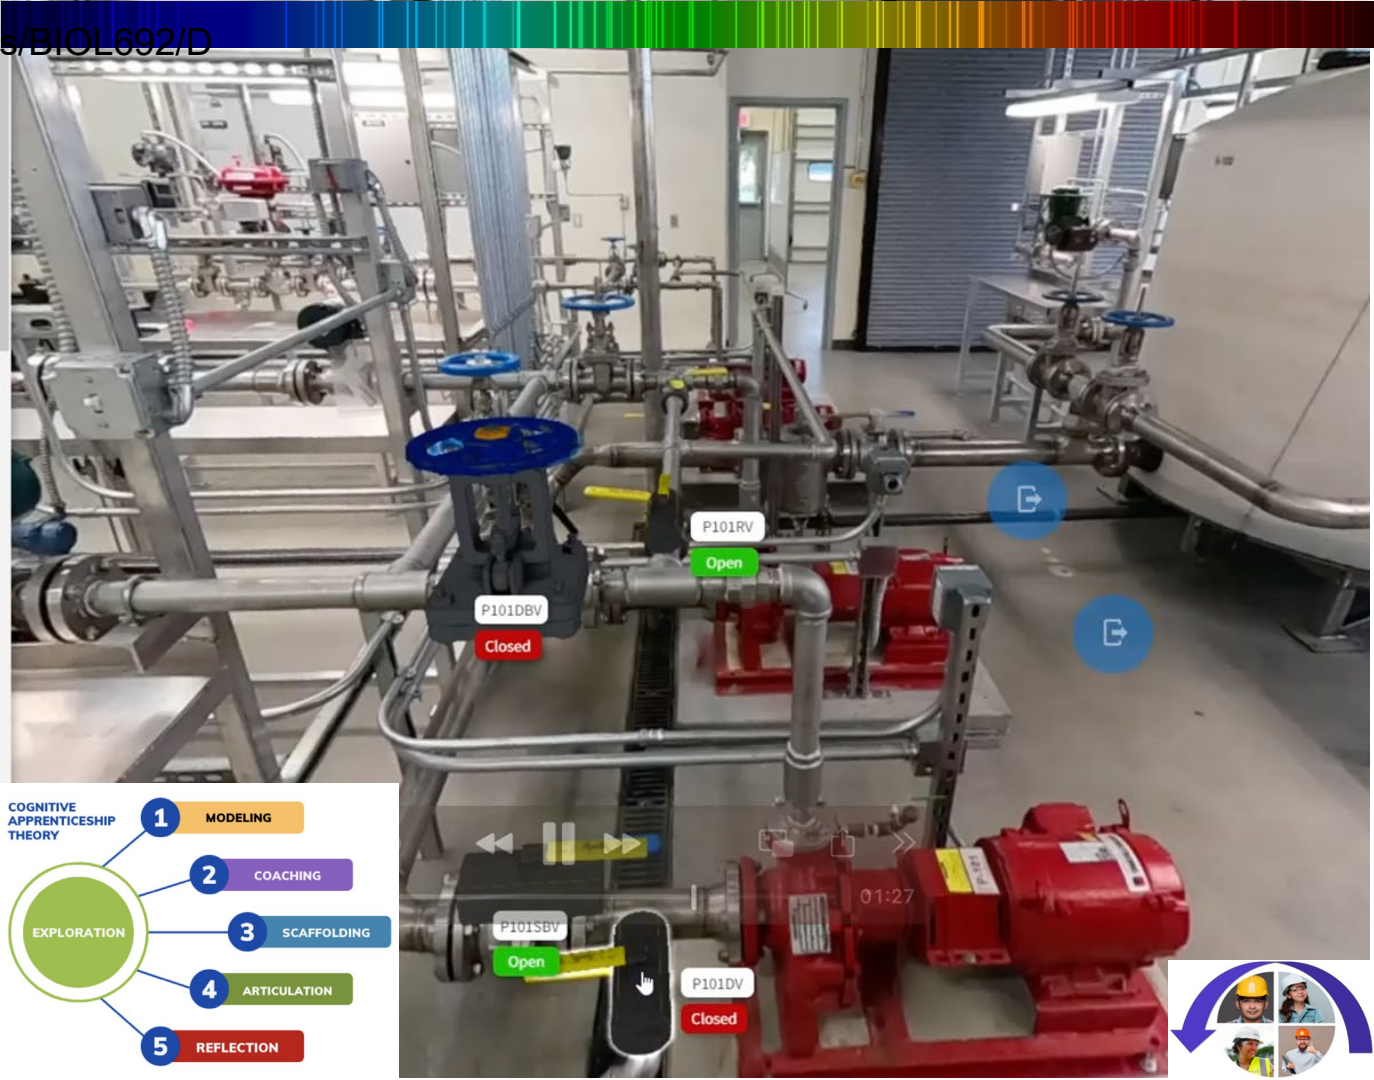 s/BIOL692/D
P101RV
Open
P101DBV
Closed
COGNITIVE
APPRENTICESHIP
THEORY
1
MODELING
2
COACHING
EXPLORATION
3
SCAFFOLDING
4
ARTICULATION
5
REFLECTION
01:27
P-101
P101SBV
Open
P101DV
Closed